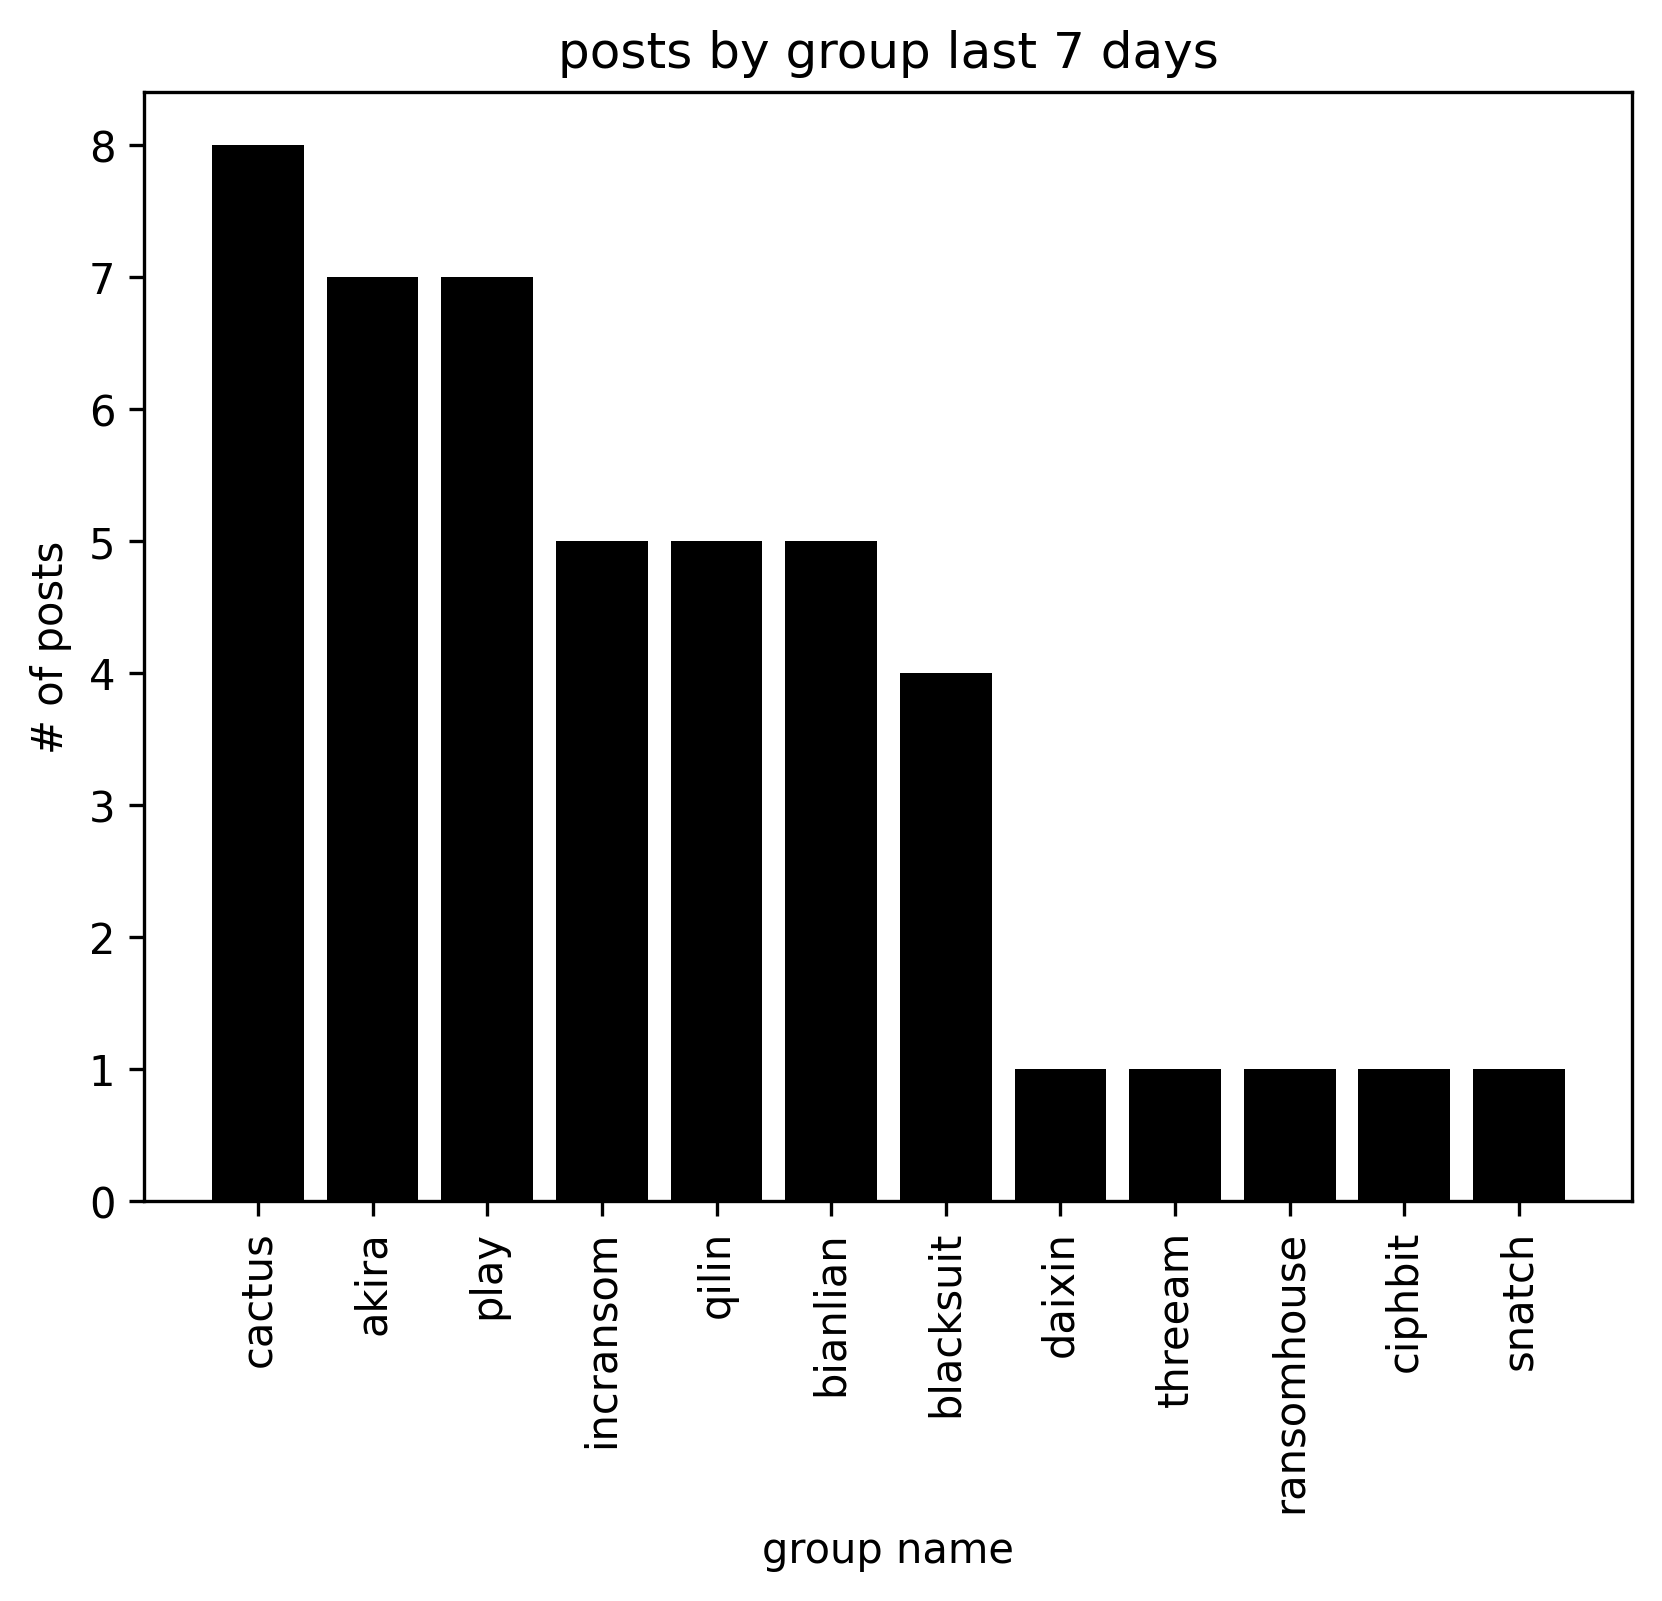 posts by group last 7 days
# of posts
8
7
6
5
4
3
2
1
0
cactus
akira
play
incransom
qilin
bianlian
blacksuit
daixin
threeam
ransomhouse
ciphbit
snatch
group name